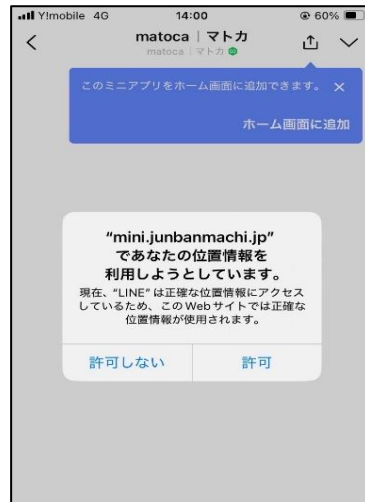 Y!mobile 4G 14:00 60%
matoca｜マトカ
matoca｜マトカ
このミニアプリをホーム画面に追加できます。 ×
ホーム画面に追加
“mini.junbanmachi.jp”
であなたの位置情報を
利用しようとしています。
現在、“LINE” は正確な位置情報にアクセス
しているため、このWebサイトでは正確な
位置情報が使用されます。
許可しない 許可